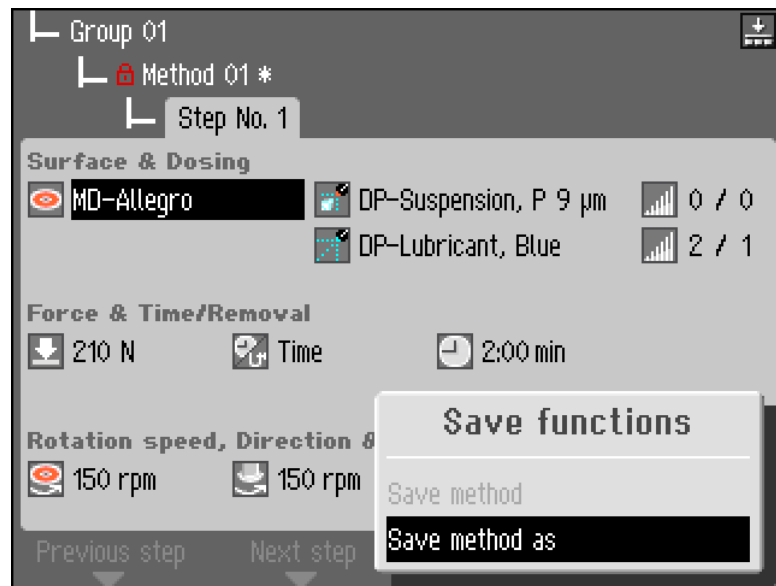 Group 01
Method 01 *
Step No. 1
Surface & Dosing
MD-Allegro DP-Suspension, P 9 µm 0 / 0
DP-Lubricant, Blue 2 / 1
Force & Time/Removal
210 N Time 2:00 min
Rotation speed, Direction &
150 rpm 150 rpm
Save functions
Save method
Save method as
Previous step Next step